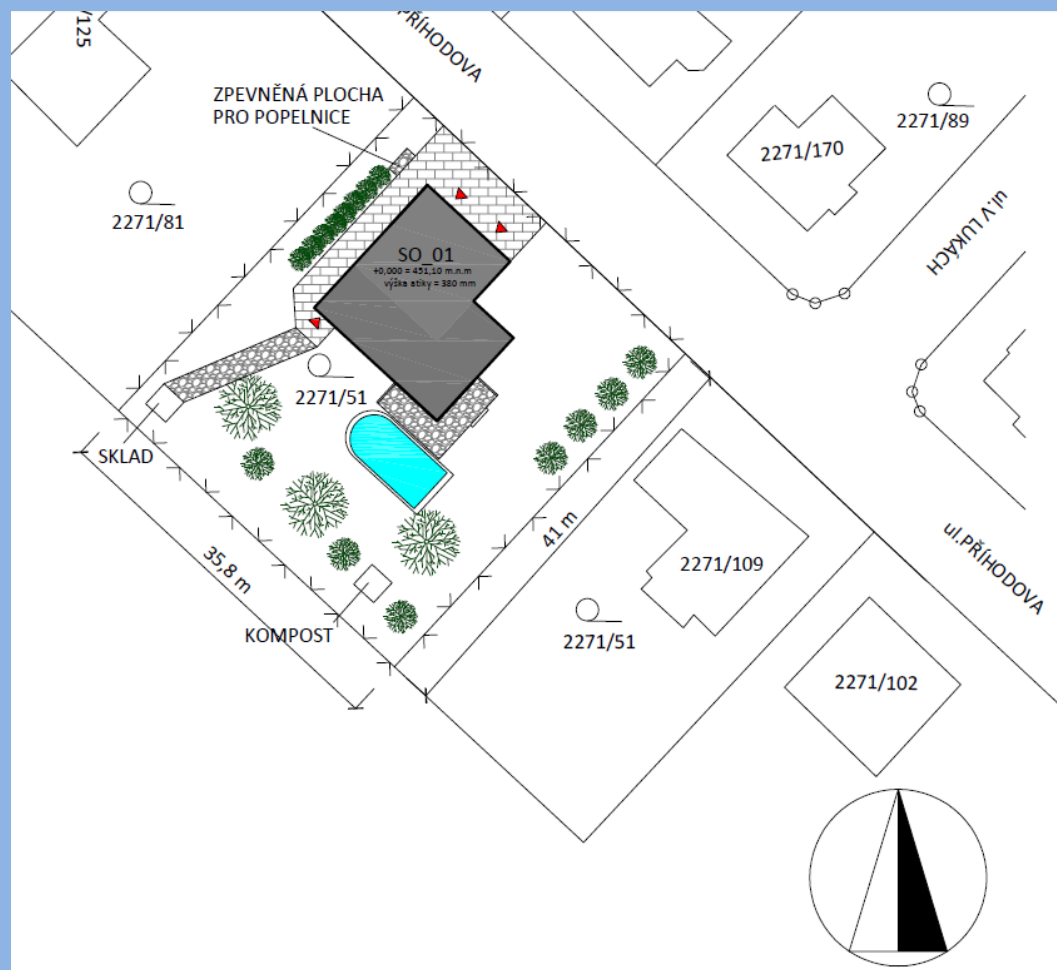 /125
PŘÍHODOVA
ZPEVNĚNÁ PLOCHA
PRO POPELNICE
2271/89
2271/170
2271/81
ul.V LUKÁCH
SO_01
+0,000 = 451,10 m.n.m
výška atiky = 380 mm
2271/51
SKLAD
41 m
35,8 m
ul.PŘÍHODOVA
2271/109
KOMPOST
2271/51
2271/102